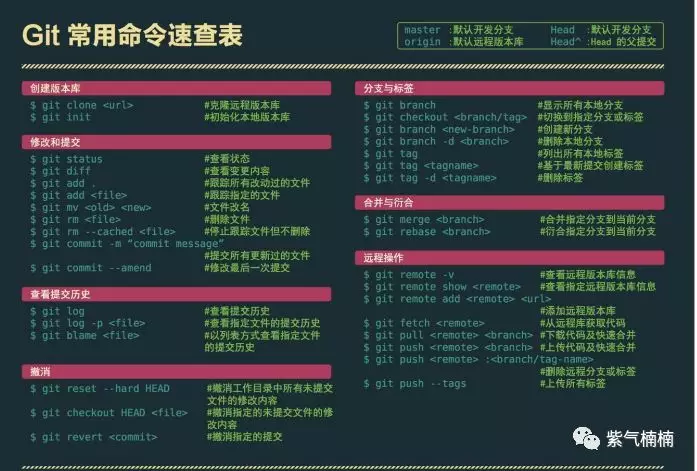 Git 常用命令速查表
master :默认开发分支 Head :默认开发分支
origin :默认远程版本库 Head^ :Head 的父提交
创建版本库
$ git clone <url> #克隆远程版本库
$ git init #初始化本地版本库
修改和提交
$ git status #查看状态
$ git diff #查看变更内容
$ git add . #跟踪所有改动过的文件
$ git add <file> #跟踪指定的文件
$ git mv <old> <new> #文件改名
$ git rm <file> #删除文件
$ git rm --cached <file> #停止跟踪文件但不删除
$ git commit -m “commit message”
#提交所有更新过的文件
$ git commit --amend #修改最后一次提交
查看提交历史
$ git log #查看提交历史
$ git log -p <file> #查看指定文件的提交历史
$ git blame <file> #以列表方式查看指定文件
的提交历史
撤消
$ git reset --hard HEAD #撤消工作目录中所有未提交
文件的修改内容
$ git checkout HEAD <file> #撤消指定的未提交文件的修
改内容
$ git revert <commit> #撤消指定的提交
分支与标签
$ git branch #显示所有本地分支
$ git checkout <branch/tag> #切换到指定分支或标签
$ git branch <new-branch> #创建新分支
$ git branch -d <branch> #删除本地分支
$ git tag #列出所有本地标签
$ git tag <tagname> #基于最新提交创建标签
$ git tag -d <tagname> #删除标签
合并与衍合
$ git merge <branch> #合并指定分支到当前分支
$ git rebase <branch> #衍合指定分支到当前分支
远程操作
$ git remote -v #查看远程版本库信息
$ git remote show <remote> #查看指定远程版本库信息
$ git remote add <remote> <url>
#添加远程版本库
$ git fetch <remote> #从远程库获取代码
$ git pull <remote> <branch> #下载代码及快速合并
$ git push <remote> <branch> #上传代码及快速合并
$ git push <remote> :<branch/tag-name>
#删除远程分支或标签
$ git push --tags #上传所有标签
紫气楠楠